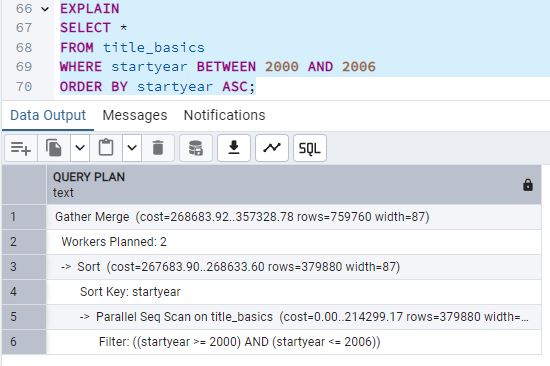 66 EXPLAIN
67 SELECT *
68 FROM title_basics
69 WHERE startyear BETWEEN 2000 AND 2006
70 ORDER BY startyear ASC;
Data Output Messages Notifications
SQL
QUERY PLAN
text
1 Gather Merge (cost=268683.92..357328.78 rows=759760 width=87)
2 Workers Planned: 2
3 -> Sort (cost=267683.90..268633.60 rows=379880 width=87)
4 Sort Key: startyear
5 -> Parallel Seq Scan on title_basics (cost=0.00..214299.17 rows=379880 width=...
6 Filter: ((startyear >= 2000) AND (startyear <= 2006))